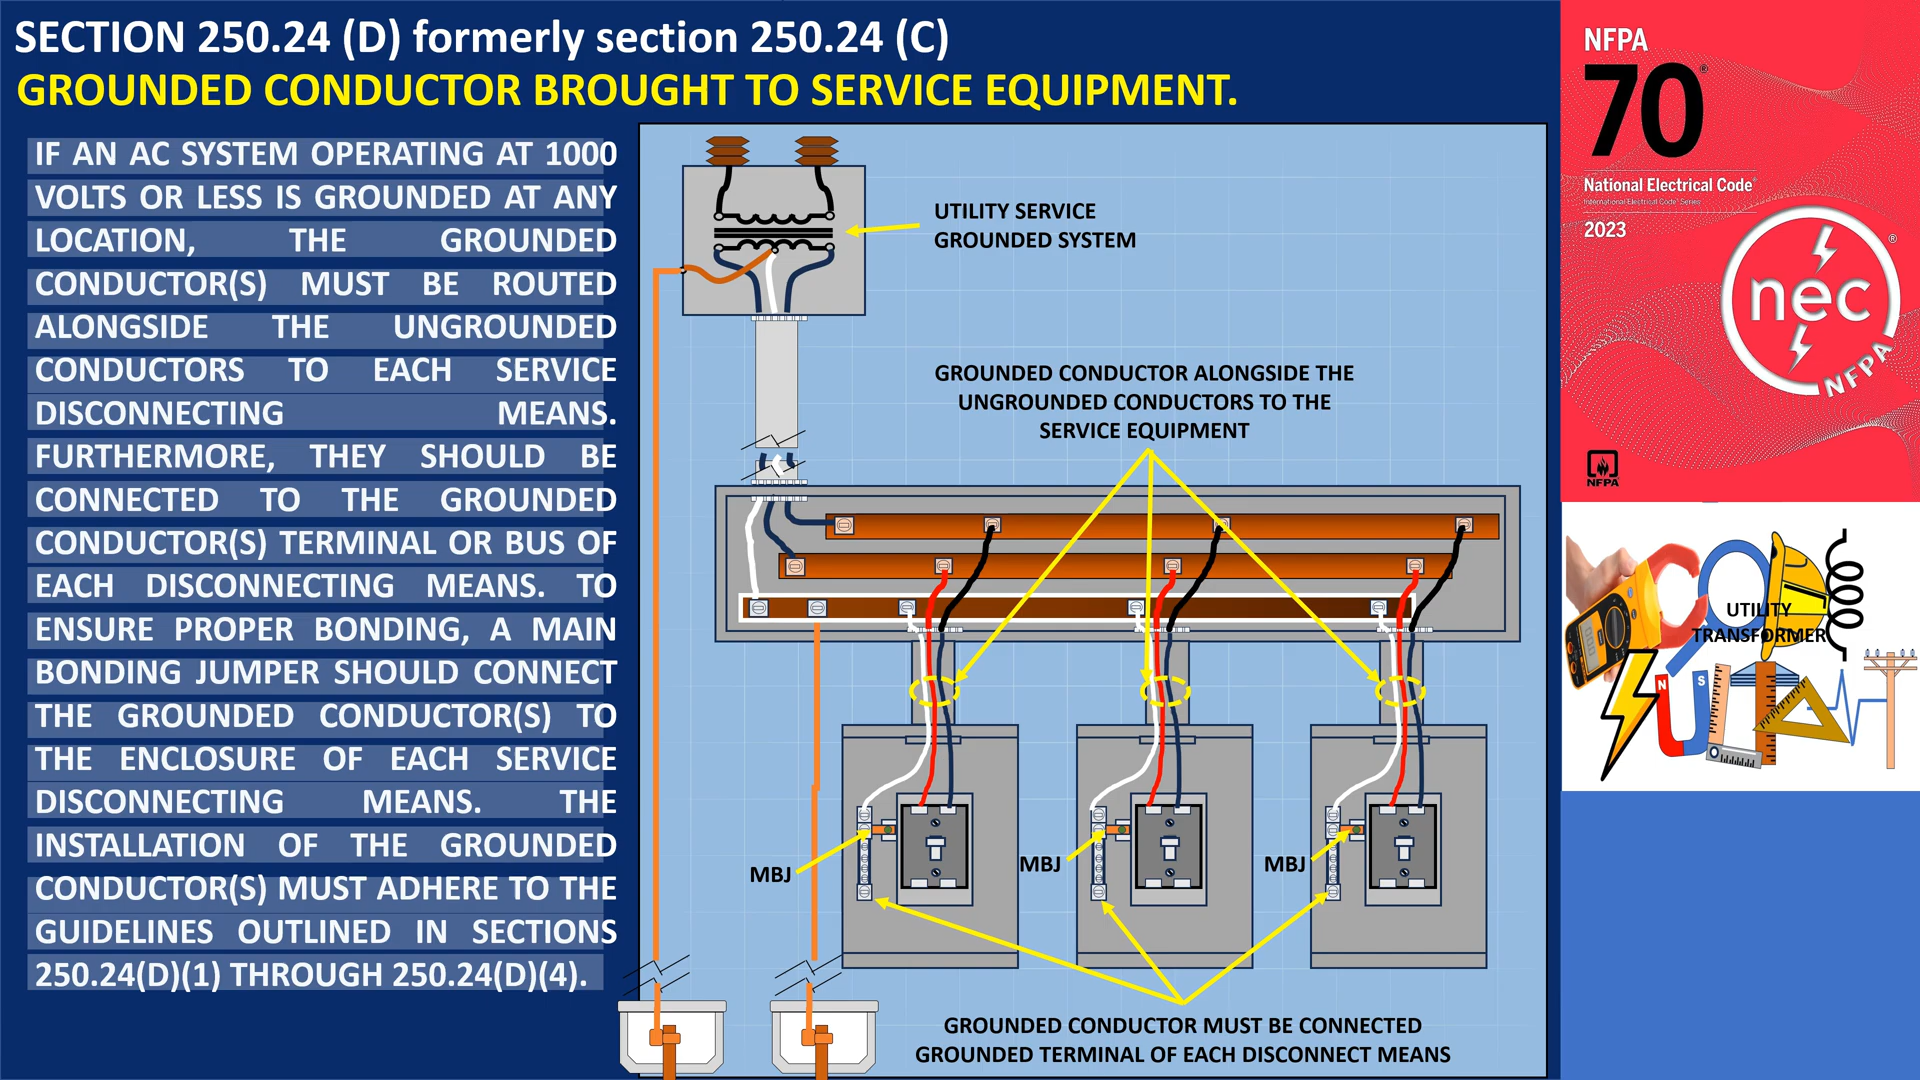 SECTION 250.24 (D) formerly section 250.24 (C)
GROUNDED CONDUCTOR BROUGHT TO SERVICE EQUIPMENT.
IF AN AC SYSTEM OPERATING AT 1000
VOLTS OR LESS IS GROUNDED AT ANY
LOCATION, THE GROUNDED
CONDUCTOR(S) MUST BE ROUTED
ALONGSIDE THE UNGROUNDED
CONDUCTORS TO EACH SERVICE
DISCONNECTING MEANS.
FURTHERMORE, THEY SHOULD BE
CONNECTED TO THE GROUNDED
CONDUCTOR(S) TERMINAL OR BUS OF
EACH DISCONNECTING MEANS. TO
ENSURE PROPER BONDING, A MAIN
BONDING JUMPER SHOULD CONNECT
THE GROUNDED CONDUCTOR(S) TO
THE ENCLOSURE OF EACH SERVICE
DISCONNECTING MEANS. THE
INSTALLATION OF THE GROUNDED
CONDUCTOR(S) MUST ADHERE TO THE
GUIDELINES OUTLINED IN SECTIONS
250.24(D)(1) THROUGH 250.24(D)(4).
UTILITY SERVICE
GROUNDED SYSTEM
GROUNDED CONDUCTOR ALONGSIDE THE
UNGROUNDED CONDUCTORS TO THE
SERVICE EQUIPMENT
MBJ
MBJ
MBJ
GROUNDED CONDUCTOR MUST BE CONNECTED
GROUNDED TERMINAL OF EACH DISCONNECT MEANS
NFPA
70®
National Electrical Code®
International Electrical Code® Series
2023
nec
NFPA
®
NFPA
UTILITY
TRANSFORMER
N S